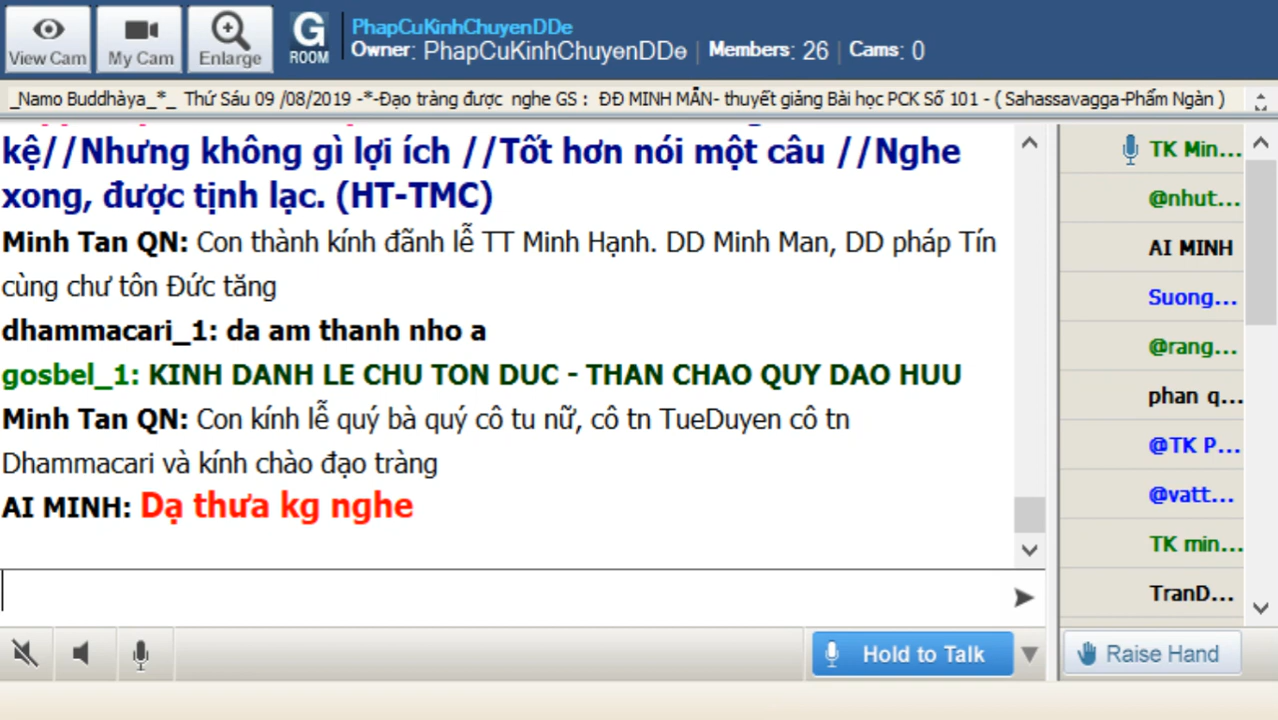 View Cam
My Cam
Enlarge
G ROOM
PhapCuKinhChuyenDDe
Owner: PhapCuKinhChuyenDDe | Members: 26 | Cams: 0
_Namo Buddhàya_*_ Thứ Sáu 09 /08/2019 -*-Đạo tràng được nghe GS : ĐĐ MINH MẪN- thuyết giảng Bài học PCK Số 101 - ( Sahassavagga-Phẩm Ngàn )
kệ//Nhưng không gì lợi ích //Tốt hơn nói một câu //Nghe
xong, được tịnh lạc. (HT-TMC)
Minh Tan QN: Con thành kính đãnh lễ TT Minh Hạnh. DD Minh Man, DD pháp Tín
cùng chư tôn Đức tăng
dhammacari_1: da am thanh nho a
gosbel_1: KINH DANH LE CHU TON DUC - THAN CHAO QUY DAO HUU
Minh Tan QN: Con kính lễ quý bà quý cô tu nữ, cô tn TueDuyen cô tn
Dhammacari và kính chào đạo tràng
AI MINH: Dạ thưa kg nghe
TK Min...
@nhut...
AI MINH
Suong...
@rang...
phan q...
@TK P...
@vatt...
TK min...
TranD...
Hold to Talk
Raise Hand